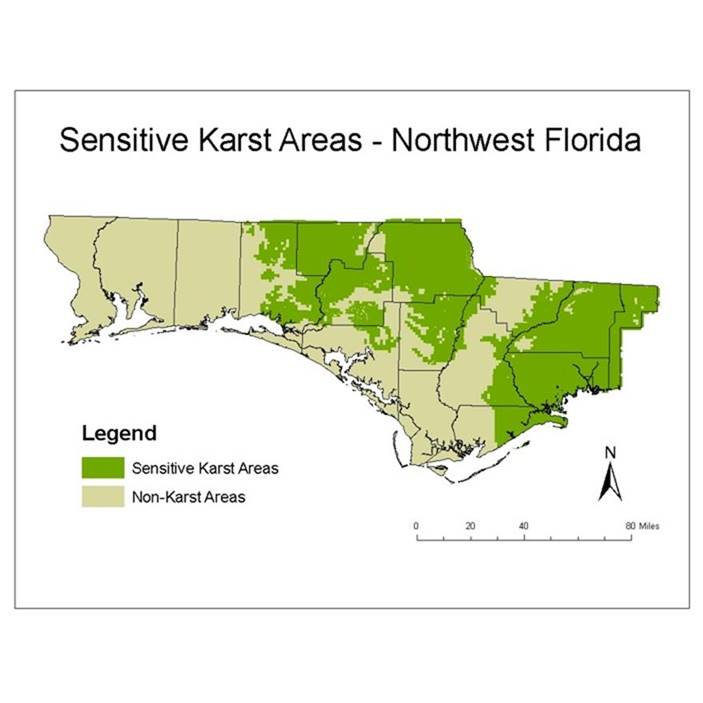 Sensitive Karst Areas - Northwest Florida
Legend
Sensitive Karst Areas
Non-Karst Areas
N
0 20 40 80 Miles